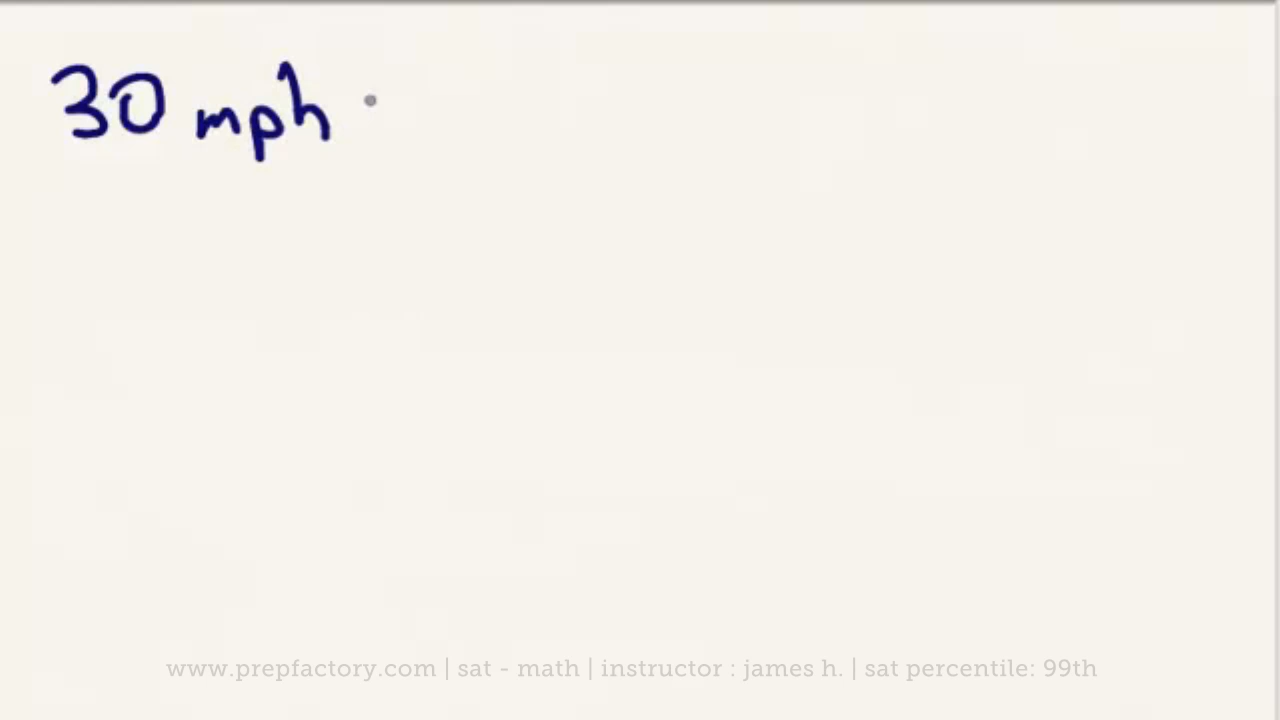 30 mph
www.prepfactory.com | sat - math | instructor : james h. | sat percentile: 99th